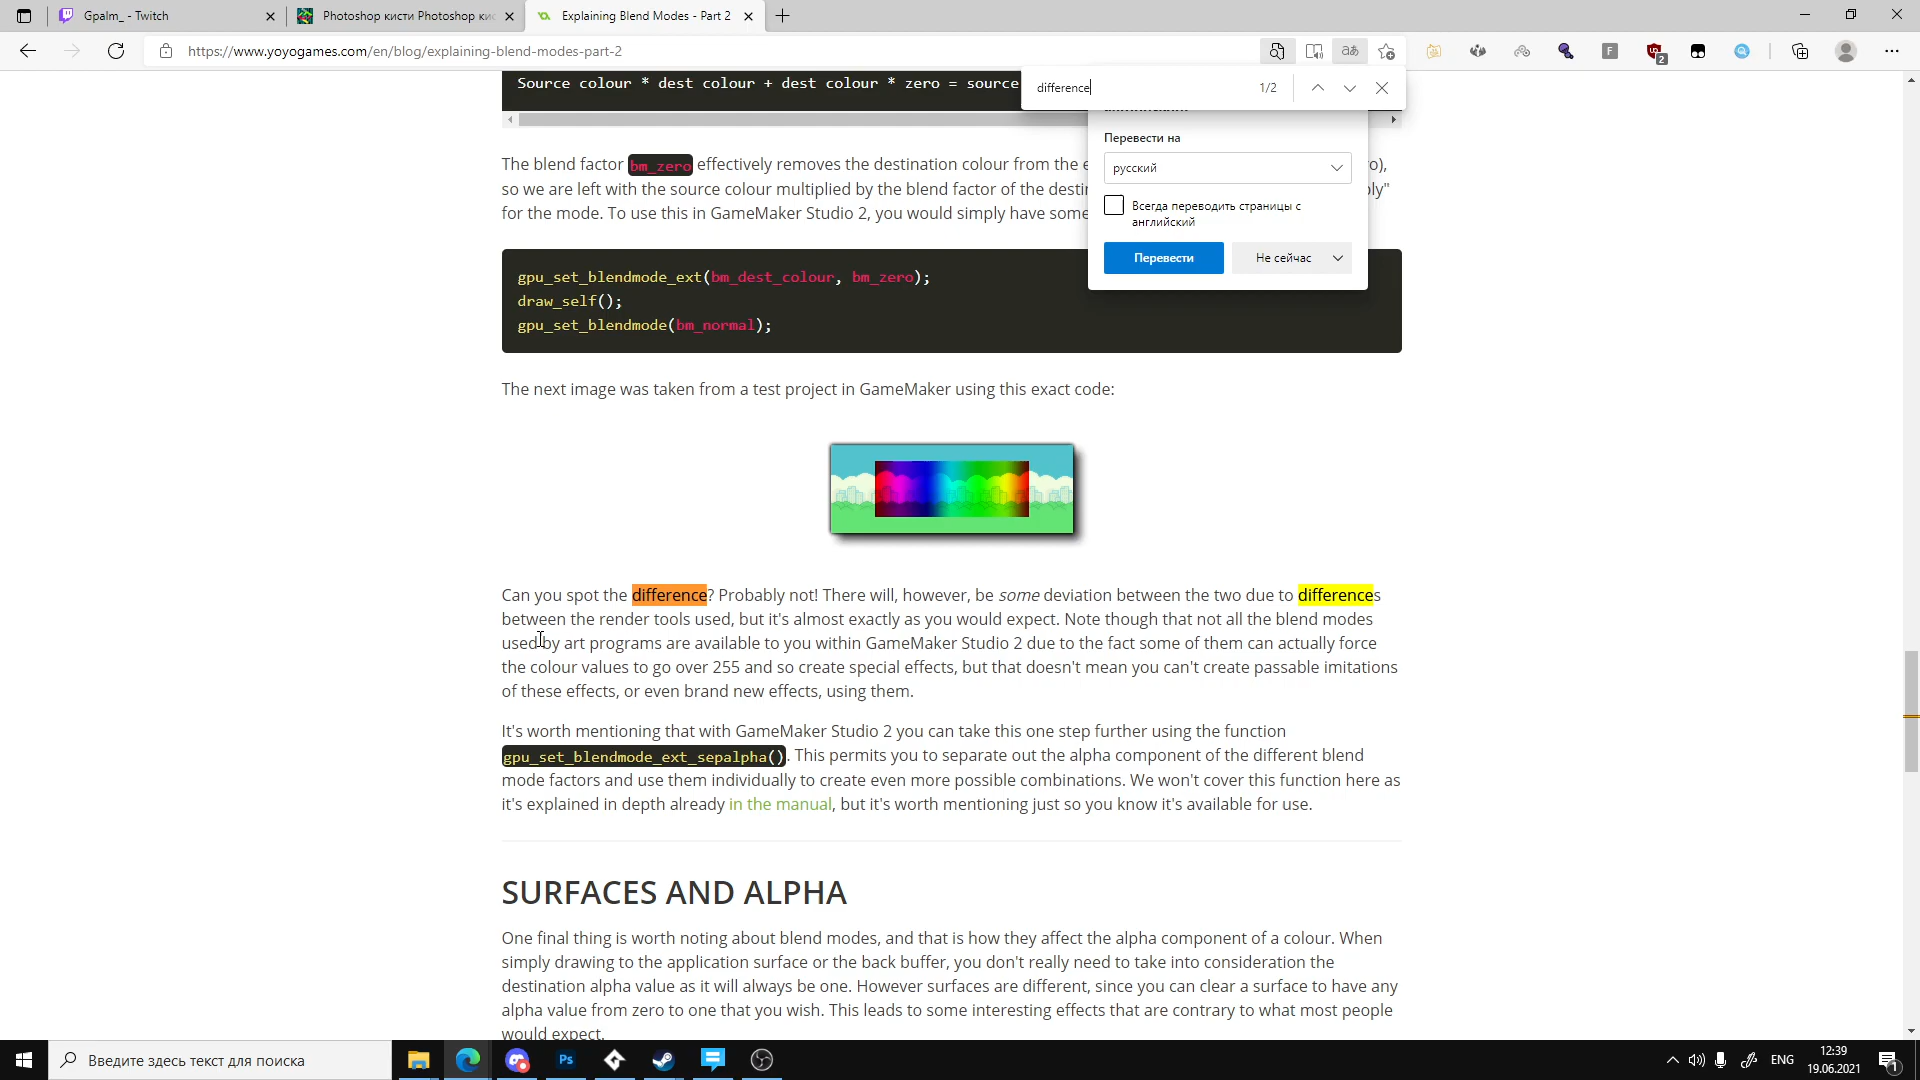 Gpalm_ - Twitch
Photoshop кисти Photoshop ки
Explaining Blend Modes - Part 2
https://www.yoyogames.com/en/blog/explaining-blend-modes-part-2
difference
1/2
Source colour * dest colour + dest colour * zero = source
Перевести на
русский
Всегда переводить страницы с
английский
Перевести
Не сейчас
The blend factor bm_zero effectively removes the destination colour from the
so we are left with the source colour multiplied by the blend factor of the
for the mode. To use this in GameMaker Studio 2, you would simply have some
gpu_set_blendmode_ext(bm_dest_colour, bm_zero);
draw_self();
gpu_set_blendmode(bm_normal);
The next image was taken from a test project in GameMaker using this exact code:
Can you spot the difference? Probably not! There will, however, be some deviation between the two due to differences
between the render tools used, but it's almost exactly as you would expect. Note though that not all the blend modes
used by art programs are available to you within GameMaker Studio 2 due to the fact some of them can actually force
the colour values to go over 255 and so create special effects, but that doesn't mean you can't create passable imitations
of these effects, or even brand new effects, using them.
It's worth mentioning that with GameMaker Studio 2 you can take this one step further using the function
gpu_set_blendmode_ext_sepalpha(). This permits you to separate out the alpha component of the different blend
mode factors and use them individually to create even more possible combinations. We won't cover this function here as
it's explained in depth already in the manual, but it's worth mentioning just so you know it's available for use.
SURFACES AND ALPHA
One final thing is worth noting about blend modes, and that is how they affect the alpha component of a colour. When
simply drawing to the application surface or the back buffer, you don't really need to take into consideration the
destination alpha value as it will always be one. However surfaces are different, since you can clear a surface to have any
alpha value from zero to one that you wish. This leads to some interesting effects that are contrary to what most people
would expect.
Введите здесь текст для поиска
Ps
ENG
12:39
19.06.2021